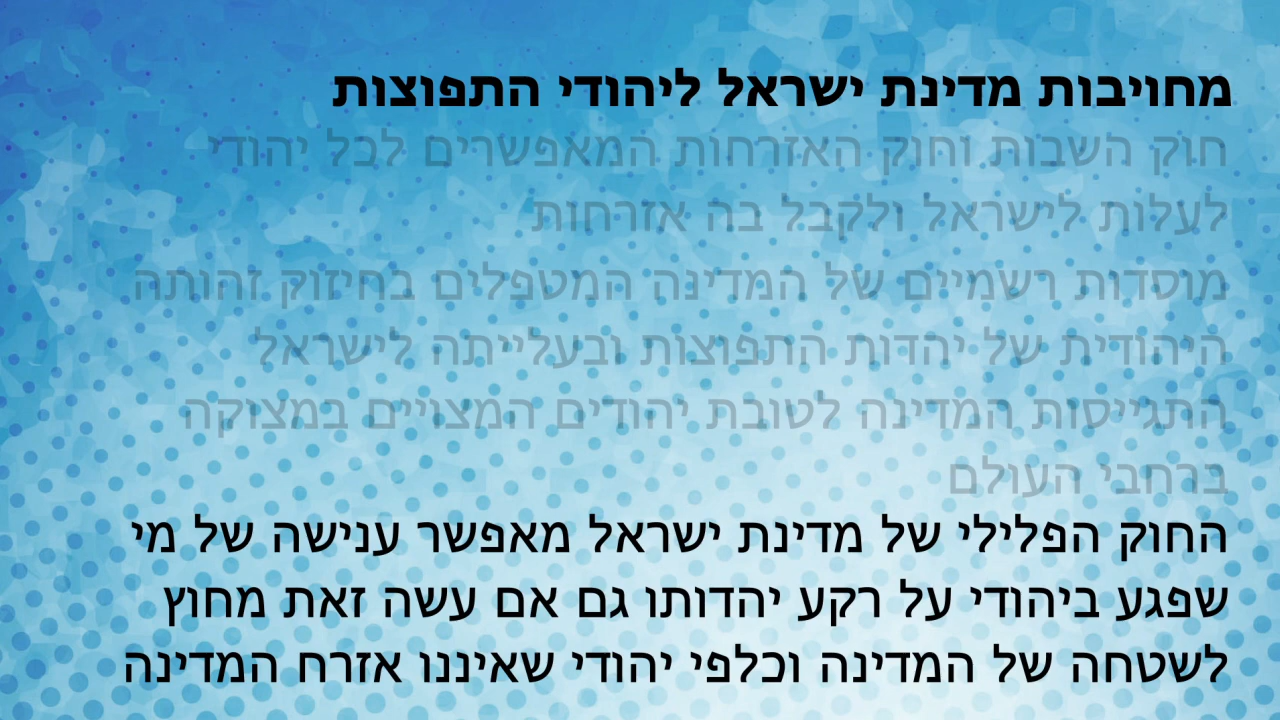 מחויבות מדינת ישראל ליהודי התפוצות
חוק השבות וחוק האזרחות המאפשרים לכל יהודי
לעלות לישראל ולקבל בה אזרחות
מוסדות רשמיים של המדינה המטפלים בחיזוק זהותה
היהודית של יהדות התפוצות ובעלייתה לישראל
התגייסות המדינה לטובת יהודים המצויים במצוקה
ברחבי העולם
החוק הפלילי של מדינת ישראל מאפשר ענישה של מי
שפגע ביהודי על רקע יהדותו גם אם עשה זאת מחוץ
לשטחה של המדינה וכלפי יהודי שאיננו אזרח המדינה